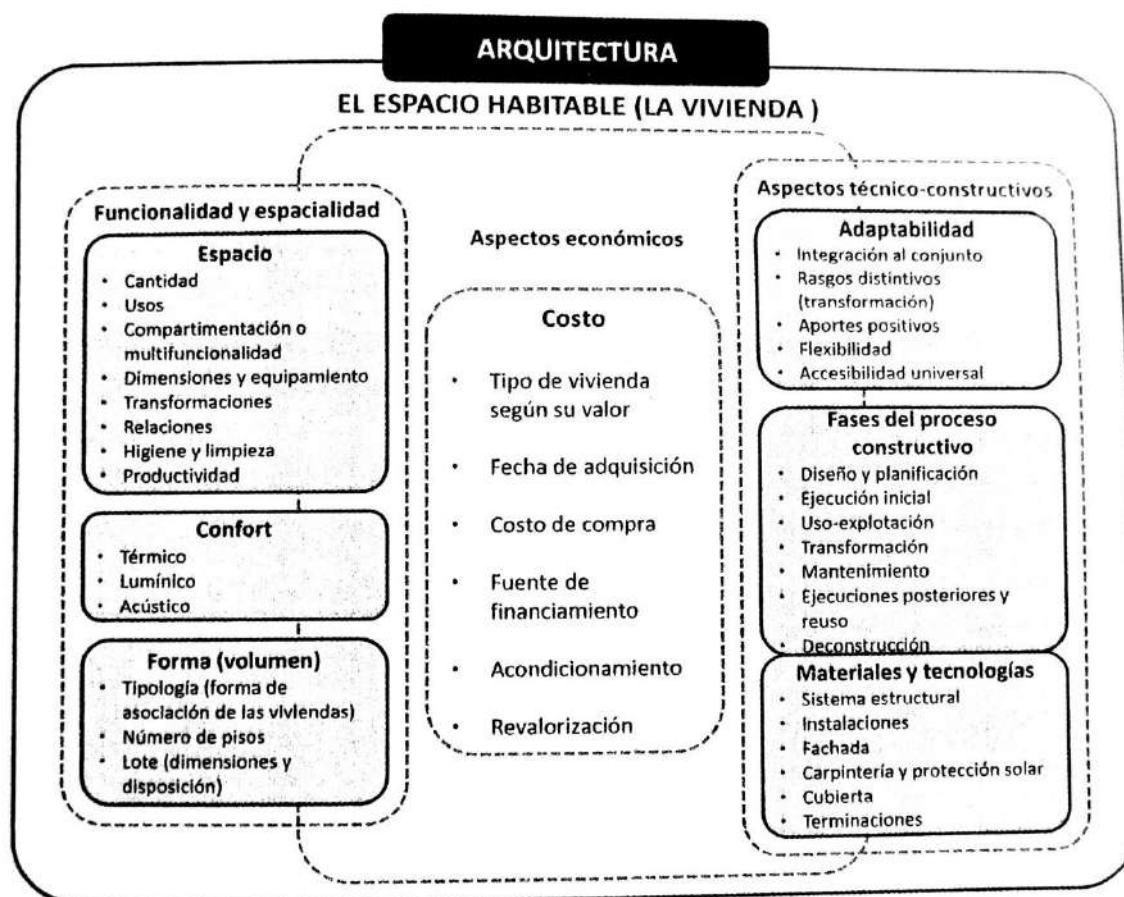 ARQUITECTURA
EL ESPACIO HABITABLE (LA VIVIENDA )
Funcionalidad y espacialidad
Espacio
• Cantidad
• Usos
• Compartimentación o
multifuncionalidad
• Dimensiones y equipamiento
• Transformaciones
• Relaciones
• Higiene y limpieza
• Productividad
Confort
• Térmico
• Lumínico
• Acústico
Forma (volumen)
• Tipología (forma de
asociación de las viviendas)
• Número de pisos
• Lote (dimensiones y
disposición)
Aspectos económicos
Costo
• Tipo de vivienda
según su valor
• Fecha de adquisición
• Costo de compra
• Fuente de
financiamiento
• Acondicionamiento
• Revalorización
Aspectos técnico-constructivos
Adaptabilidad
• Integración al conjunto
• Rasgos distintivos
(transformación)
• Aportes positivos
• Flexibilidad
• Accesibilidad universal
Fases del proceso
constructivo
• Diseño y planificación
• Ejecución inicial
• Uso-explotación
• Transformación
• Mantenimiento
• Ejecuciones posteriores y
reuso
• Deconstrucción
Materiales y tecnologías
• Sistema estructural
• Instalaciones
• Fachada
• Carpintería y protección solar
• Cubierta
• Terminaciones